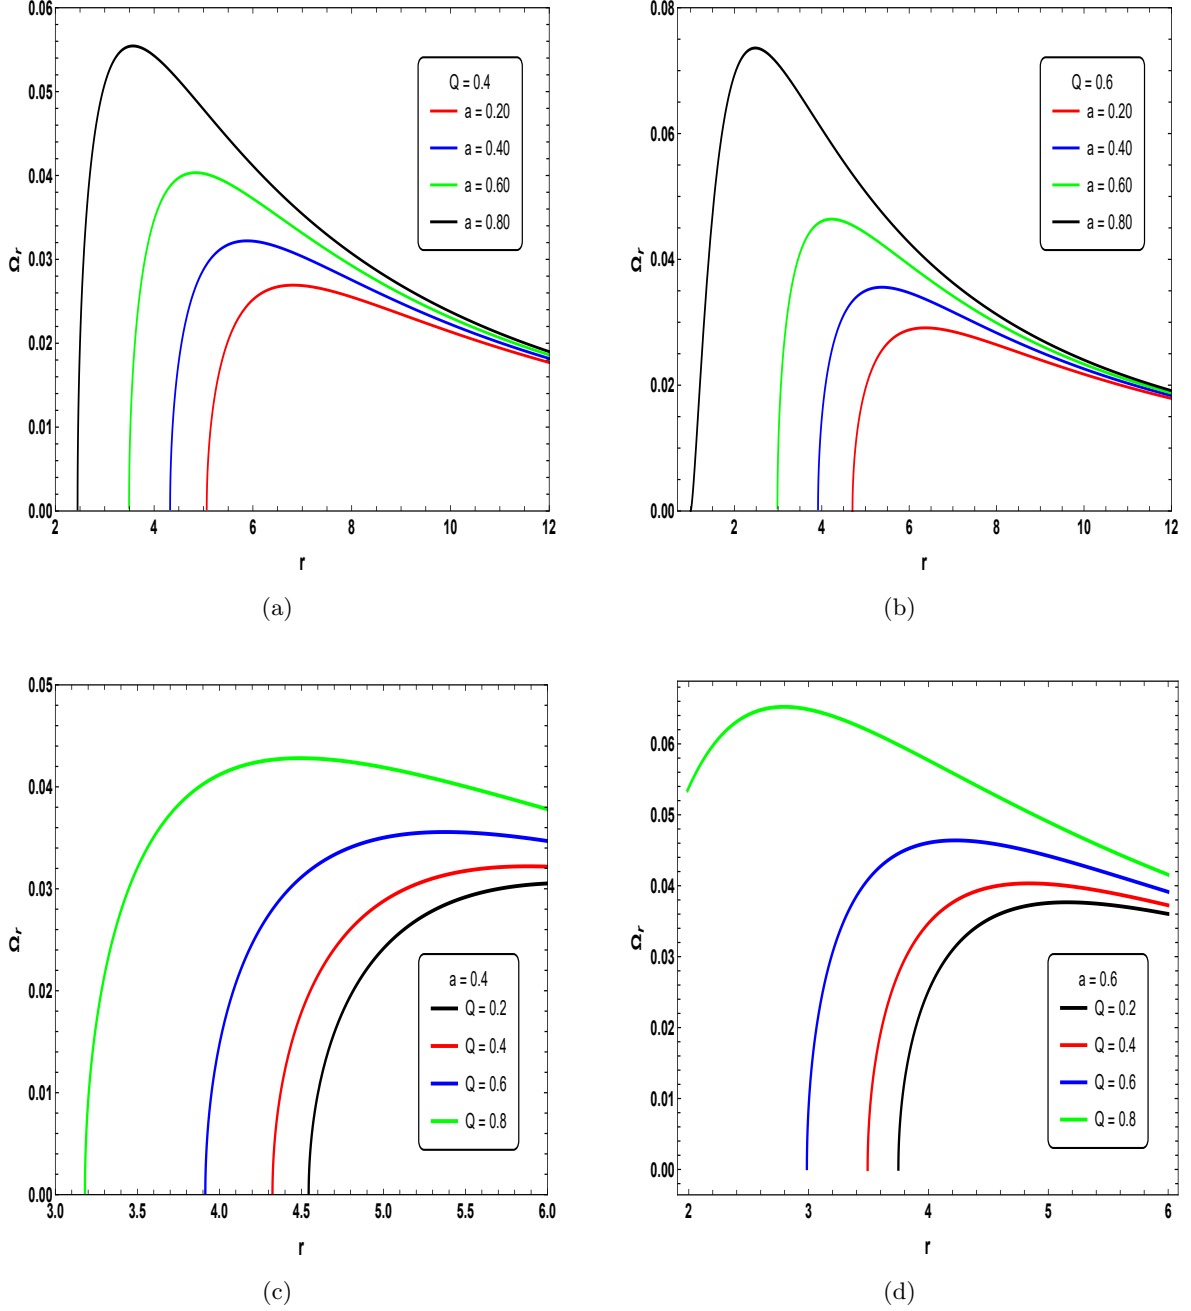 0.06
0.05
0.04
0.03
0.02
0.01
0.00
Ω_r
2 4 6 8 10 12
r
Q = 0.4
a = 0.20
a = 0.40
a = 0.60
a = 0.80
(a)
0.08
0.06
0.04
0.02
0.00
Ω_r
2 4 6 8 10 12
r
Q = 0.6
a = 0.20
a = 0.40
a = 0.60
a = 0.80
(b)
0.05
0.04
0.03
0.02
0.01
0.00
Ω_r
3.0 3.5 4.0 4.5 5.0 5.5 6.0
r
a = 0.4
Q = 0.2
Q = 0.4
Q = 0.6
Q = 0.8
(c)
0.06
0.05
0.04
0.03
0.02
0.01
0.00
Ω_r
2 3 4 5 6
r
a = 0.6
Q = 0.2
Q = 0.4
Q = 0.6
Q = 0.8
(d)